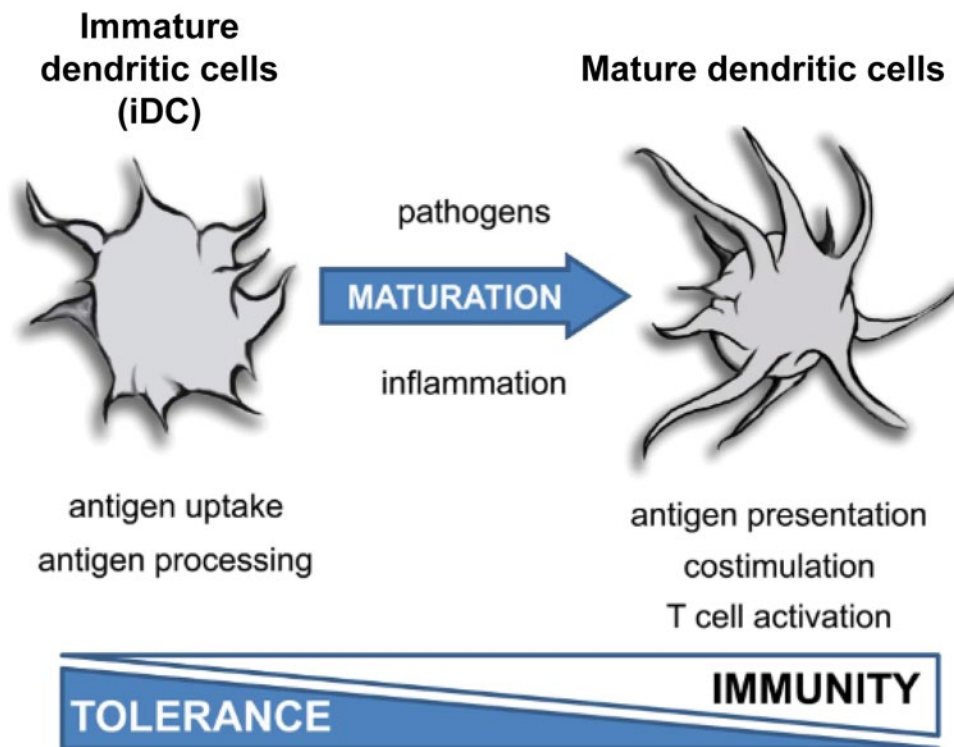 Immature
dendritic cells
(iDC)
Mature dendritic cells
pathogens
MATURATION
inflammation
antigen uptake
antigen processing
antigen presentation
costimulation
T cell activation
TOLERANCE
IMMUNITY